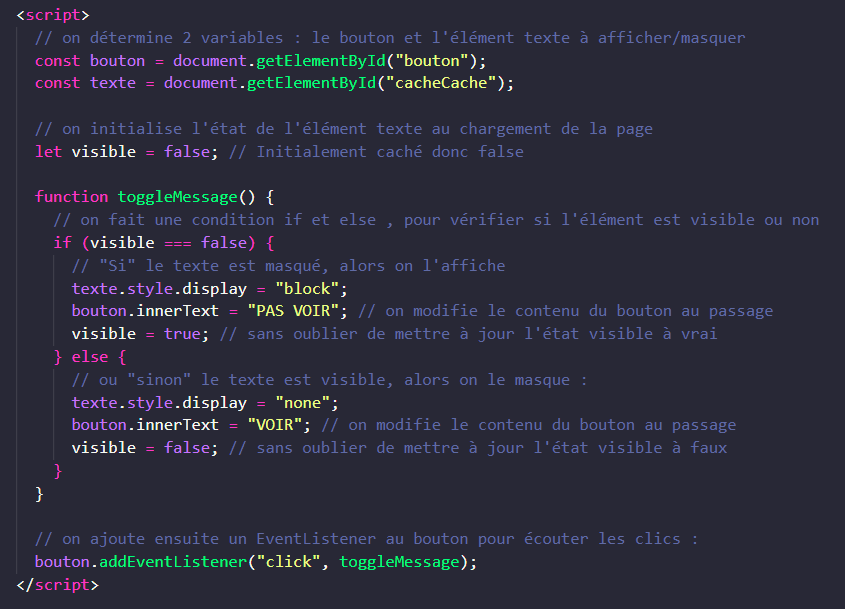 <script>
// on détermine 2 variables : le bouton et l'élément texte à afficher/masquer
const bouton = document.getElementById("bouton");
const texte = document.getElementById("cacheCache");
// on initialise l'état de l'élément texte au chargement de la page
let visible = false; // Initialement caché donc false
function toggleMessage() {
// on fait une condition if et else , pour vérifier si l'élément est visible ou non
if (visible === false) {
// "Si" le texte est masqué, alors on l'affiche
texte.style.display = "block";
bouton.innerText = "PAS VOIR"; // on modifie le contenu du bouton au passage
visible = true; // sans oublier de mettre à jour l'état visible à vrai
} else {
// ou "sinon" le texte est visible, alors on le masque :
texte.style.display = "none";
bouton.innerText = "VOIR"; // on modifie le contenu du bouton au passage
visible = false; // sans oublier de mettre à jour l'état visible à faux
}
}
// on ajoute ensuite un EventListener au bouton pour écouter les clics :
bouton.addEventListener("click", toggleMessage);
</script>